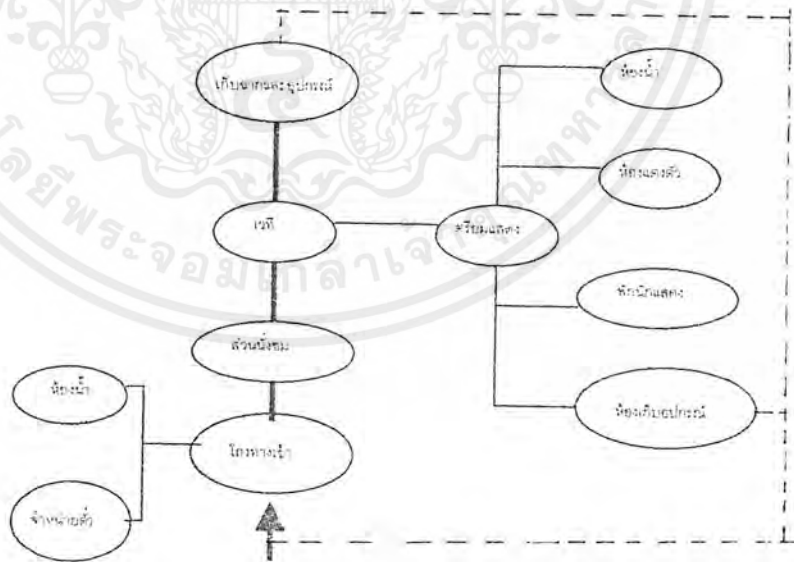 เก็บฉากและอุปกรณ์
ห้องน้ำ
ห้องแต่งตัว
เวที
เตรียมแสดง
พักนักแสดง
ส่วนนั่งชม
ห้องน้ำ
ห้องเก็บอุปกรณ์
โถงทางเข้า
จำหน่ายตั๋ว